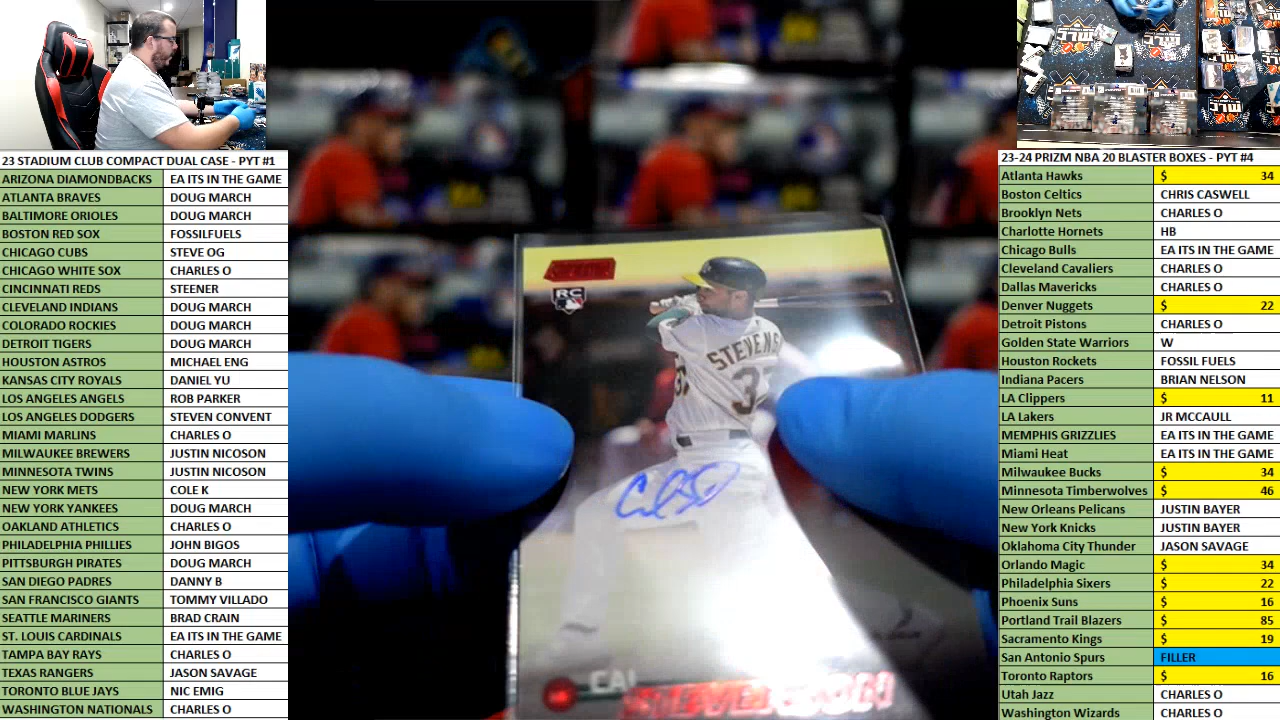 23 STADIUM CLUB COMPACT DUAL CASE - PYT #1
ARIZONA DIAMONDBACKS EA ITS IN THE GAME
ATLANTA BRAVES DOUG MARCH
BALTIMORE ORIOLES DOUG MARCH
BOSTON RED SOX FOSSILFUELS
CHICAGO CUBS STEVE OG
CHICAGO WHITE SOX CHARLES O
CINCINNATI REDS STEENER
CLEVELAND INDIANS DOUG MARCH
COLORADO ROCKIES DOUG MARCH
DETROIT TIGERS DOUG MARCH
HOUSTON ASTROS MICHAEL ENG
KANSAS CITY ROYALS DANIEL YU
LOS ANGELES ANGELS ROB PARKER
LOS ANGELES DODGERS STEVEN CONVENT
MIAMI MARLINS CHARLES O
MILWAUKEE BREWERS JUSTIN NICOSON
MINNESOTA TWINS JUSTIN NICOSON
NEW YORK METS COLE K
NEW YORK YANKEES DOUG MARCH
OAKLAND ATHLETICS CHARLES O
PHILADELPHIA PHILLIES JOHN BIGOS
PITTSBURGH PIRATES DOUG MARCH
SAN DIEGO PADRES DANNY B
SAN FRANCISCO GIANTS TOMMY VILLADO
SEATTLE MARINERS BRAD CRAIN
ST. LOUIS CARDINALS EA ITS IN THE GAME
TAMPA BAY RAYS CHARLES O
TEXAS RANGERS JASON SAVAGE
TORONTO BLUE JAYS NIC EMIG
WASHINGTON NATIONALS CHARLES O
RC
STEVENS
CAL
23-24 PRIZM NBA 20 BLASTER BOXES - PYT #4
Atlanta Hawks $ 34
Boston Celtics CHRIS CASWELL
Brooklyn Nets CHARLES O
Charlotte Hornets HB
Chicago Bulls EA ITS IN THE GAME
Cleveland Cavaliers CHARLES O
Dallas Mavericks CHARLES O
Denver Nuggets $ 22
Detroit Pistons CHARLES O
Golden State Warriors W
Houston Rockets FOSSIL FUELS
Indiana Pacers BRIAN NELSON
LA Clippers $ 11
LA Lakers JR MCCAULL
MEMPHIS GRIZZLIES EA ITS IN THE GAME
Miami Heat EA ITS IN THE GAME
Milwaukee Bucks $ 34
Minnesota Timberwolves $ 46
New Orleans Pelicans JUSTIN BAYER
New York Knicks JUSTIN BAYER
Oklahoma City Thunder JASON SAVAGE
Orlando Magic $ 34
Philadelphia Sixers $ 22
Phoenix Suns $ 16
Portland Trail Blazers $ 85
Sacramento Kings $ 19
San Antonio Spurs FILLER
Toronto Raptors $ 16
Utah Jazz CHARLES O
Washington Wizards CHARLES O